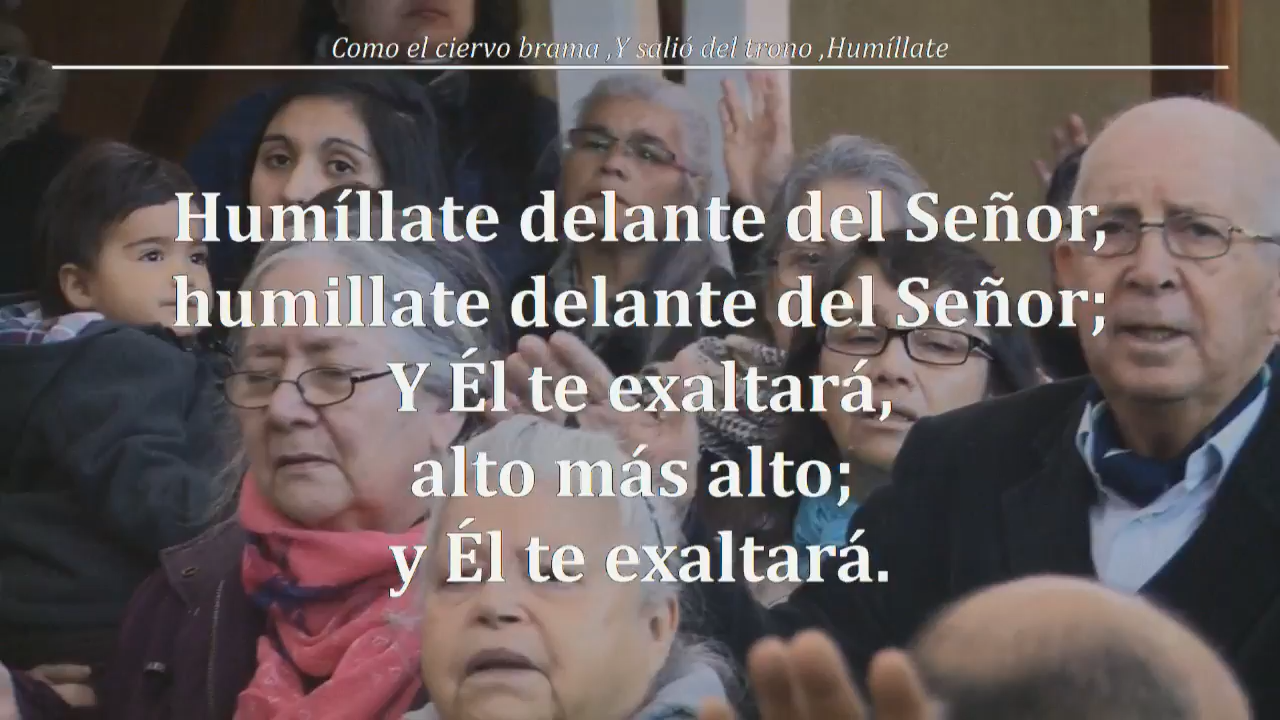 Como el ciervo brama ,Y salió del trono ,Humíllate
Humíllate delante del Señor,
humillate delante del Señor;
Y Él te exaltará,
alto más alto;
y Él te exaltará.